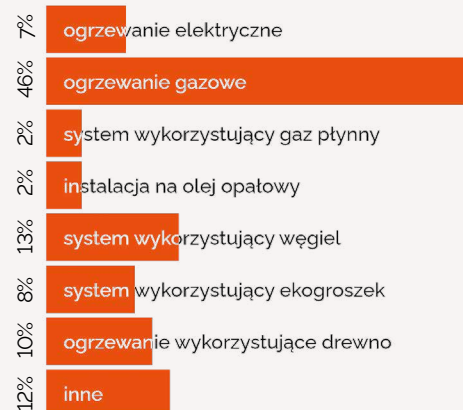 7% ogrzewanie elektryczne
46% ogrzewanie gazowe
2% system wykorzystujący gaz płynny
2% instalacja na olej opałowy
13% system wykorzystujący węgiel
8% system wykorzystujący ekogroszek
10% ogrzewanie wykorzystujące drewno
12% inne